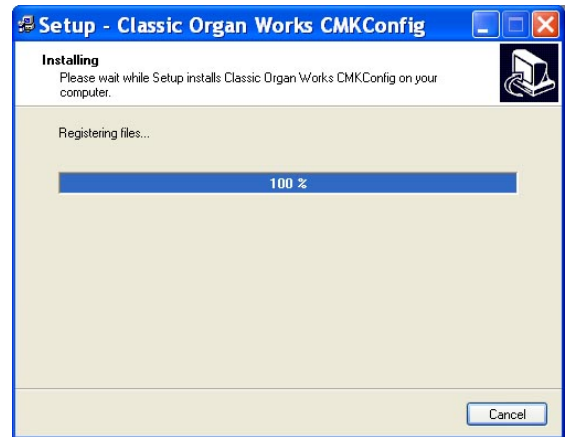 Setup - Classic Organ Works CMKConfig
Installing
Please wait while Setup installs Classic Organ Works CMKConfig on your
computer.
Registering files...
100 %
Cancel